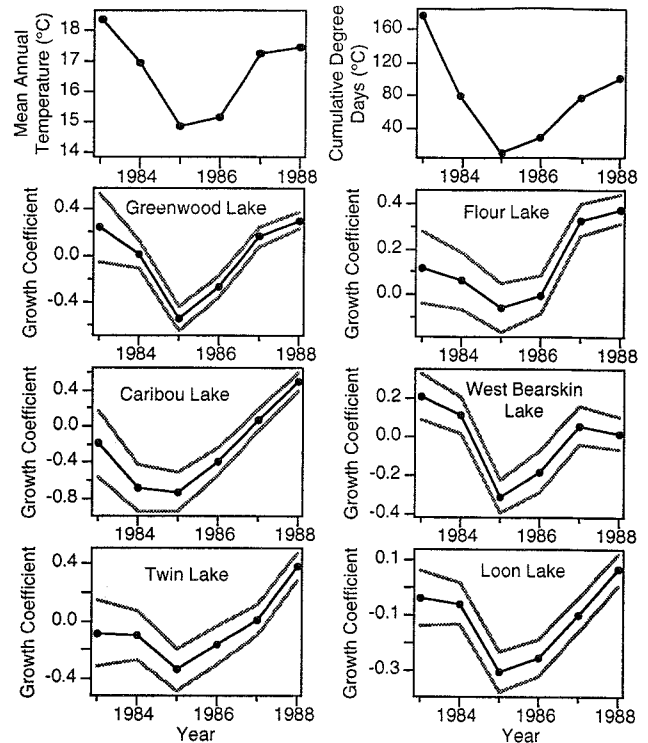 Mean Annual
Temperature (°C)
18
17
16
15
14
1984
1986
1988
Cumulative Degree
Days (°C)
160
120
80
40
1984
1986
1988
Growth Coefficient
0.4
0.0
-0.4
Greenwood Lake
1984
1986
1988
Growth Coefficient
0.4
0.2
0.0
Flour Lake
1984
1986
1988
Growth Coefficient
0.4
0.0
-0.4
-0.8
Caribou Lake
1984
1986
1988
Growth Coefficient
0.2
0.0
-0.2
-0.4
West Bearskin
Lake
1984
1986
1988
Growth Coefficient
0.4
0.0
-0.4
Twin Lake
1984
1986
1988
Year
Growth Coefficient
0.1
-0.1
-0.3
Loon Lake
1984
1986
1988
Year